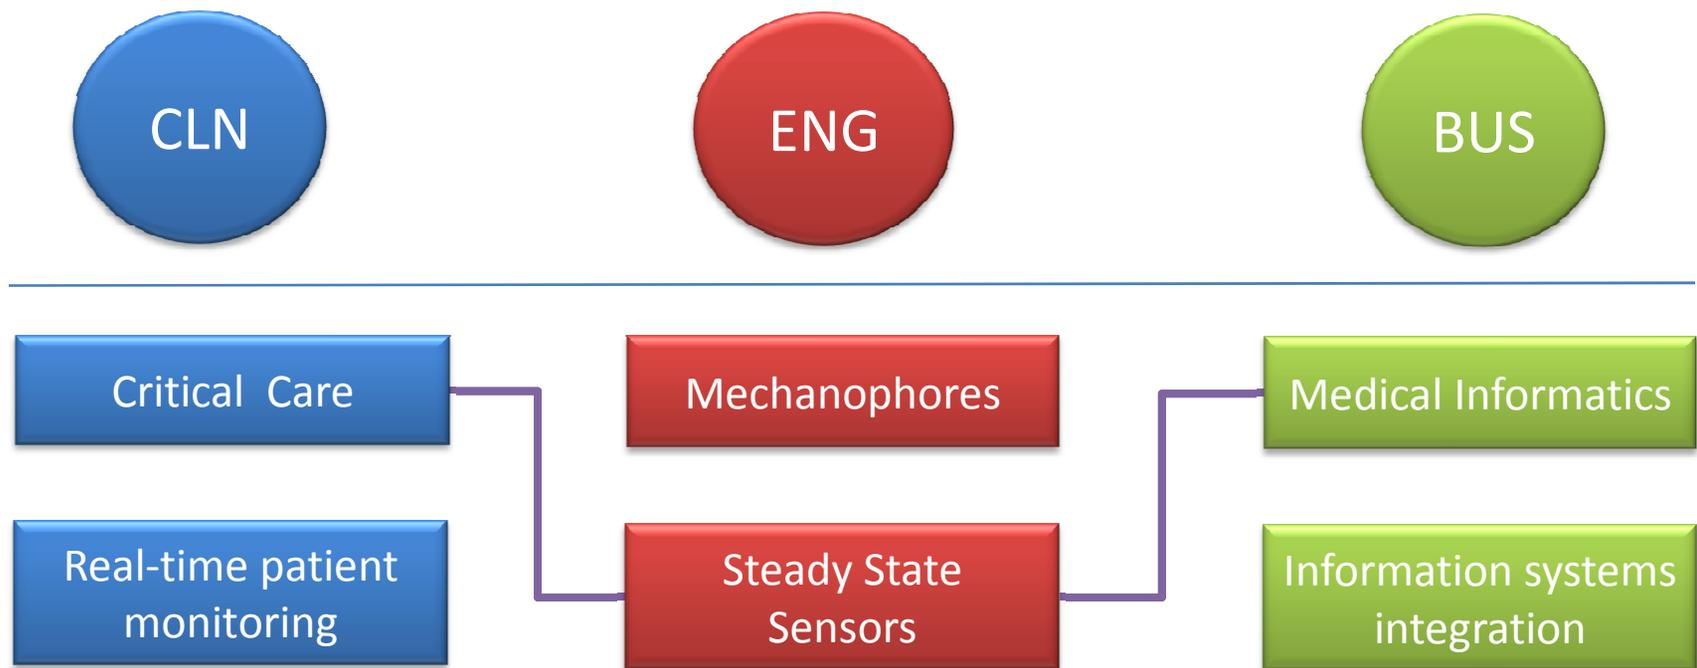 CLN
ENG
BUS
Critical Care
Mechanophores
Medical Informatics
Real-time patient
monitoring
Steady State
Sensors
Information systems
integration